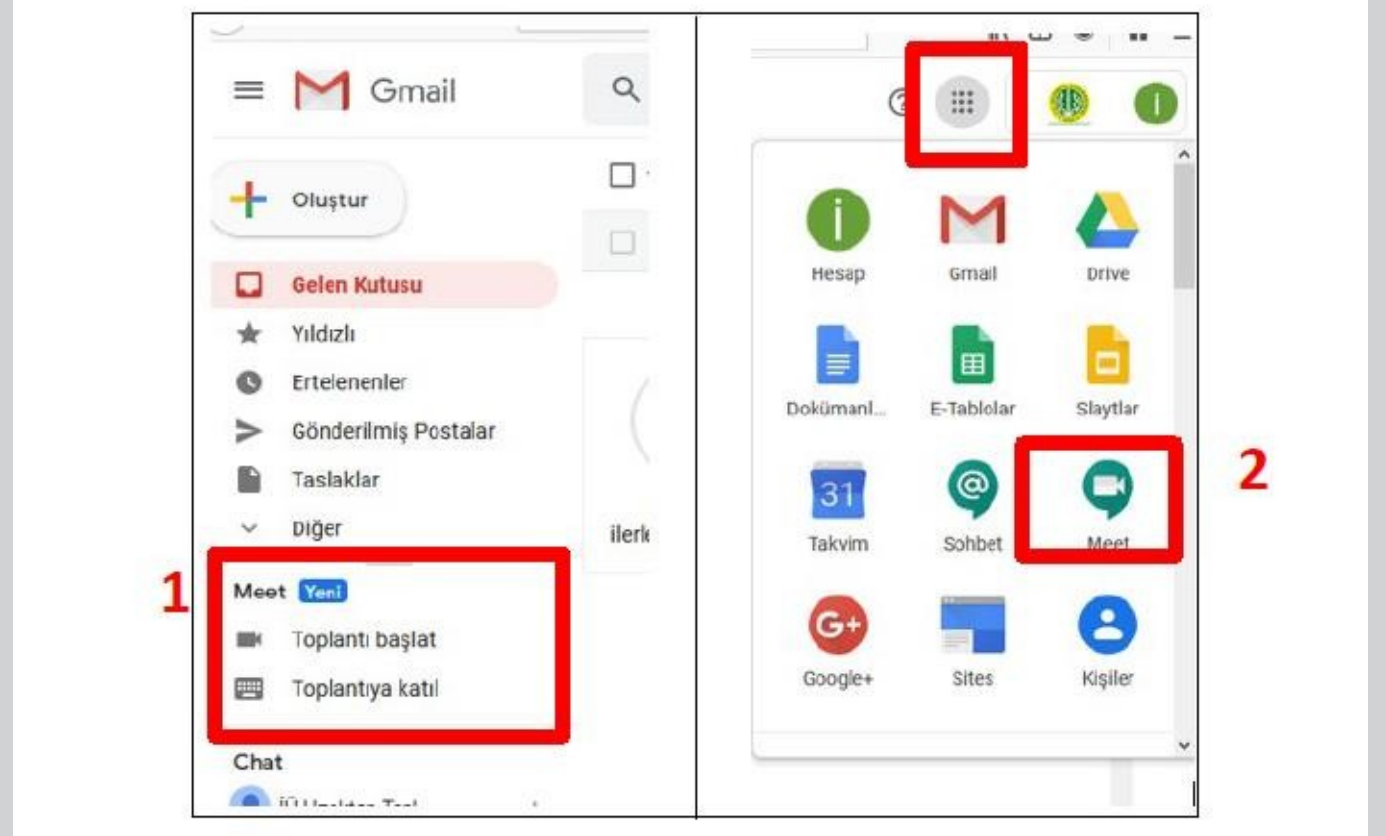 Gmail
Oluştur
Gelen Kutusu
Yıldızlı
Ertelenenler
Gönderilmiş Postalar
Taslaklar
Diğer
1
Meet Yeni
Toplantı başlat
Toplantıya katıl
Chat
i
Hesap Gmail Drive
Dokümanl... E-Tablolar Slaytlar
31
Takvim Sohbet Meet
2
G+
Google+ Sites Kişiler